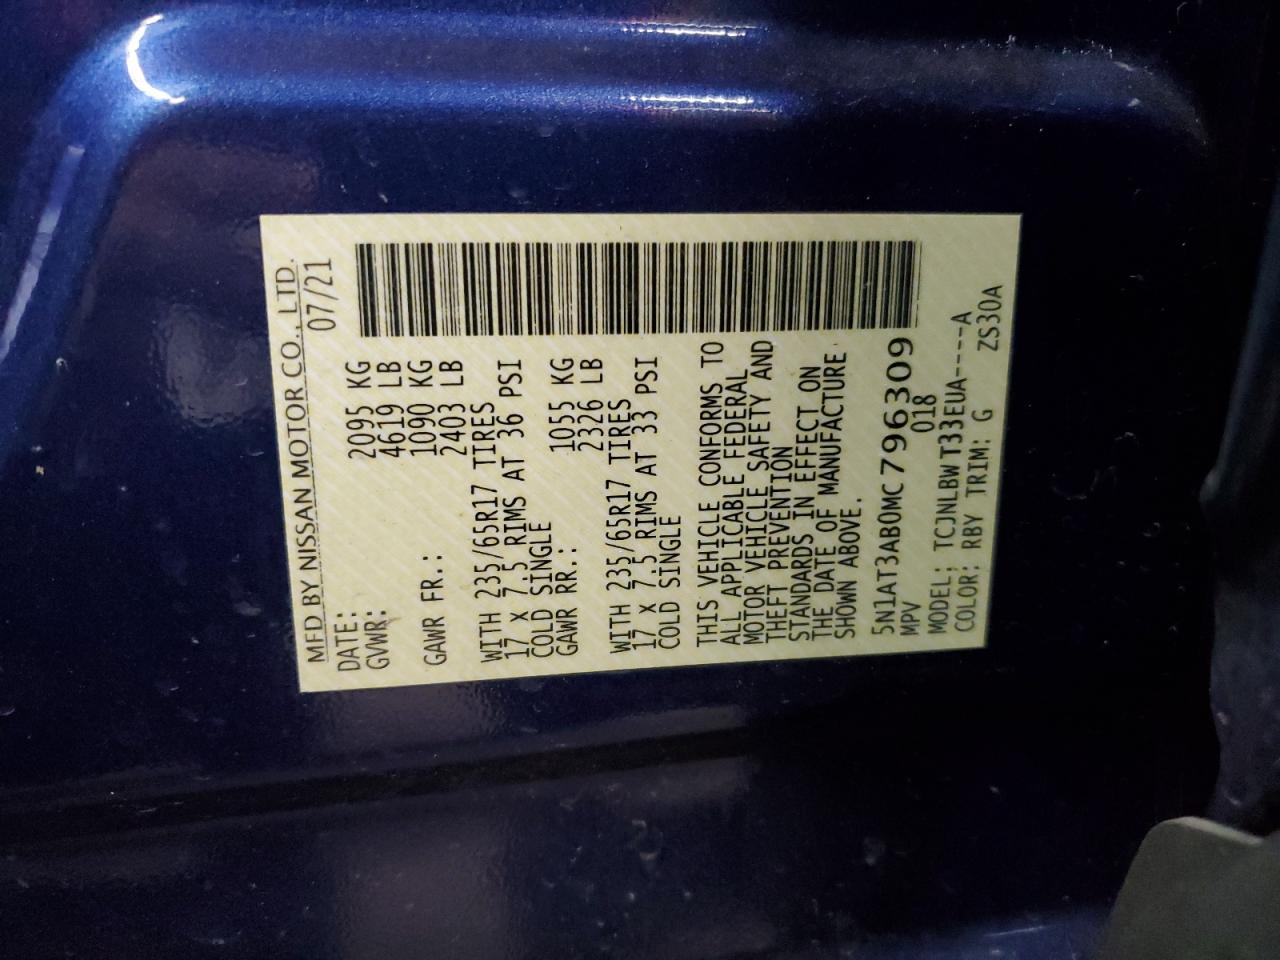 MFD BY NISSAN MOTOR CO., LTD.
DATE: 07/21
GVWR: 2095 KG
4619 LB
GAWR FR.: 1090 KG
2403 LB
WITH 235/65R17 TIRES
17 X 7.5 RIMS AT 36 PSI
COLD SINGLE
GAWR RR.: 1055 KG
2326 LB
WITH 235/65R17 TIRES
17 X 7.5 RIMS AT 33 PSI
COLD SINGLE
THIS VEHICLE CONFORMS TO
ALL APPLICABLE FEDERAL
MOTOR VEHICLE SAFETY AND
THEFT PREVENTION
STANDARDS IN EFFECT ON
THE DATE OF MANUFACTURE
SHOWN ABOVE.
5N1AT3AB0MC796309
MPV 018
MODEL: TCJNLBWT33EUA----A
COLOR: RBY TRIM: G ZS30A